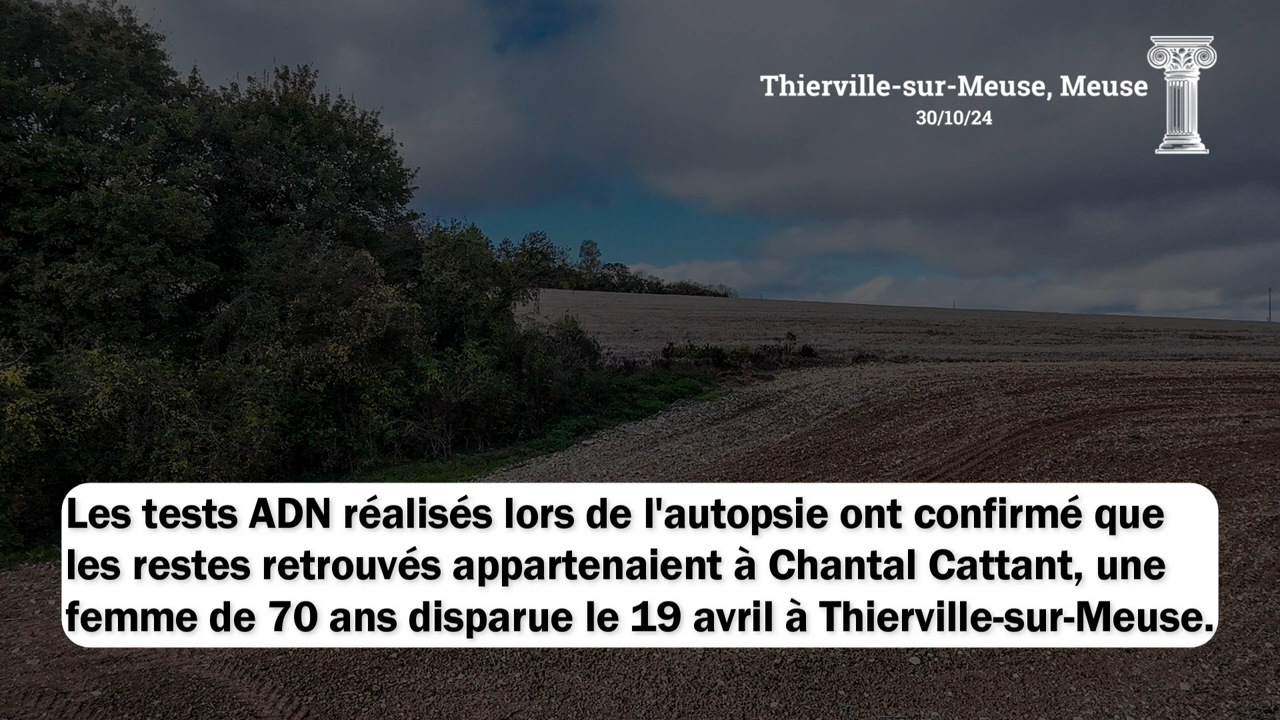 Thierville-sur-Meuse, Meuse
30/10/24
Les tests ADN réalisés lors de l'autopsie ont confirmé que
les restes retrouvés appartenaient à Chantal Cattant, une
femme de 70 ans disparue le 19 avril à Thierville-sur-Meuse.